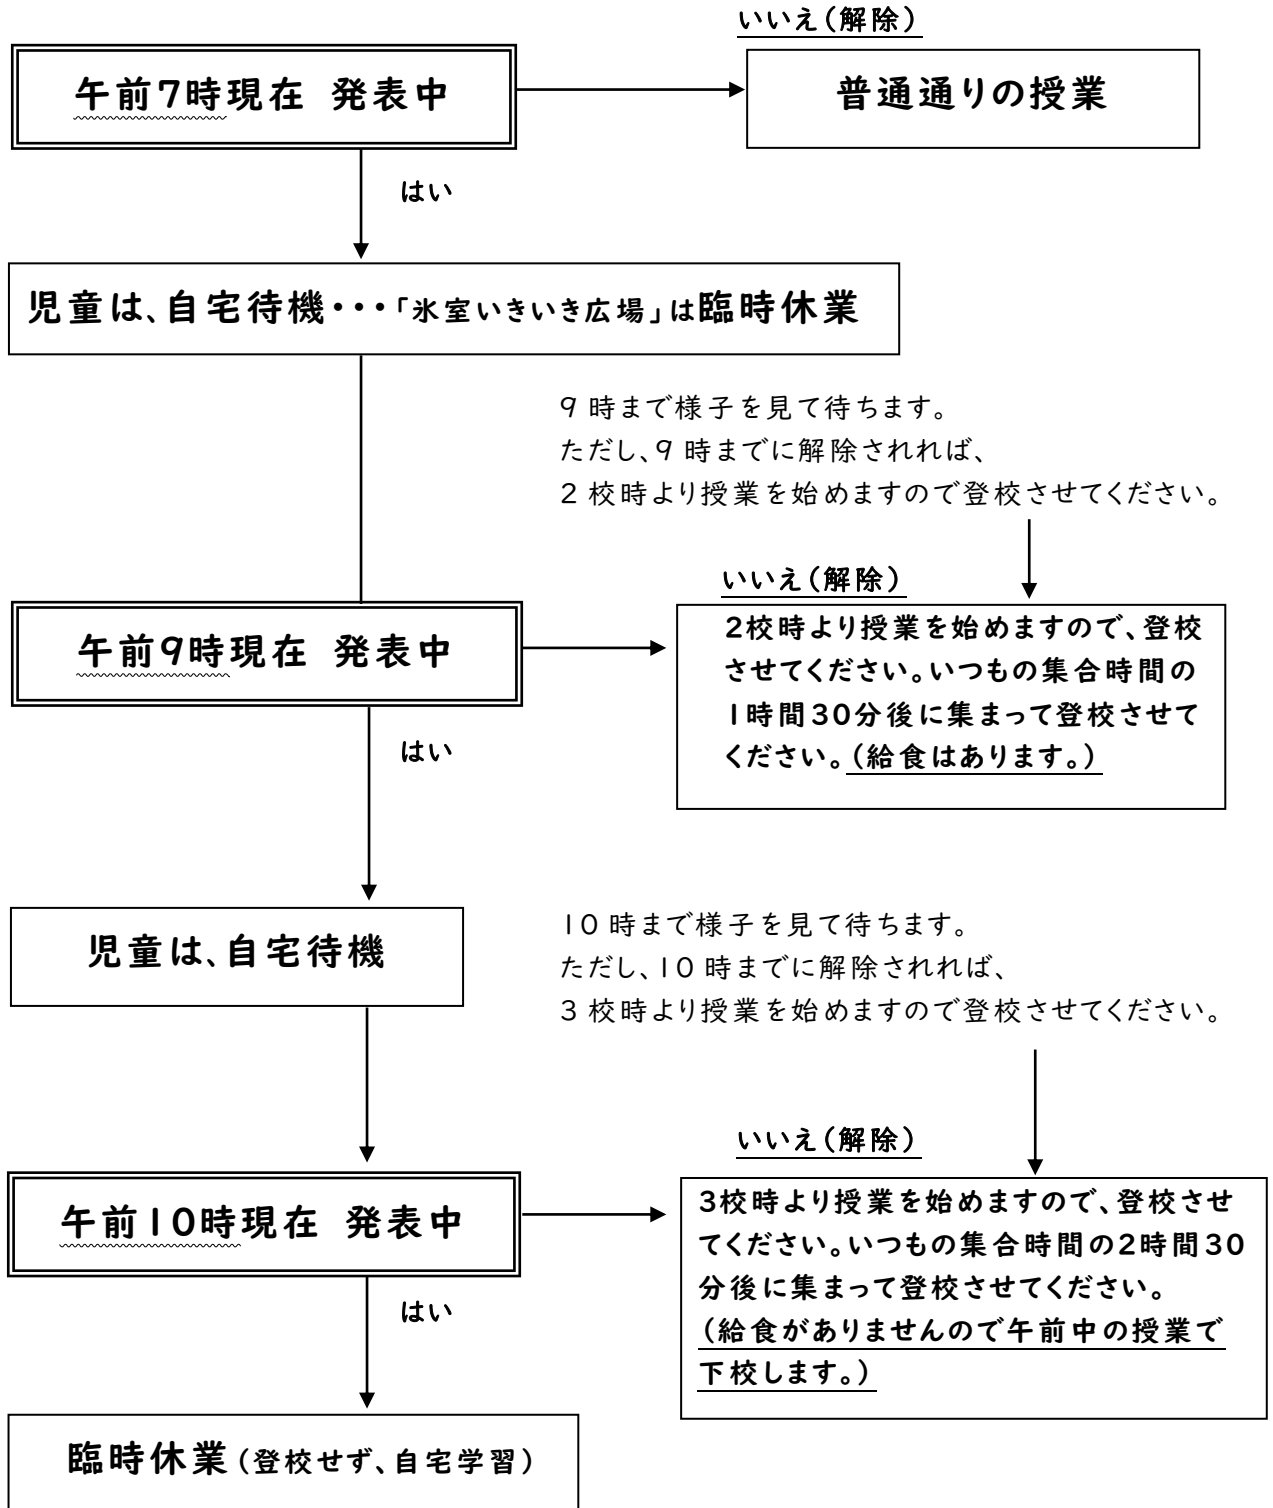 いいえ（解除）
午前7時現在 発表中
普通通りの授業
はい
児童は、自宅待機・・・「氷室いきいき広場」は臨時休業
9時まで様子を見て待ちます。
ただし、9時までに解除されれば、
2校時より授業を始めますので登校させてください。
いいえ（解除）
午前9時現在 発表中
2校時より授業を始めますので、登校
させてください。いつもの集合時間の
1時間30分後に集まって登校させて
ください。（給食はあります。）
はい
児童は、自宅待機
10時まで様子を見て待ちます。
ただし、10時までに解除されれば、
3校時より授業を始めますので登校させてください。
いいえ（解除）
午前10時現在 発表中
3校時より授業を始めますので、登校させ
てください。いつもの集合時間の2時間30
分後に集まって登校させてください。
（給食がありませんので午前中の授業で
下校します。）
はい
臨時休業（登校せず、自宅学習）